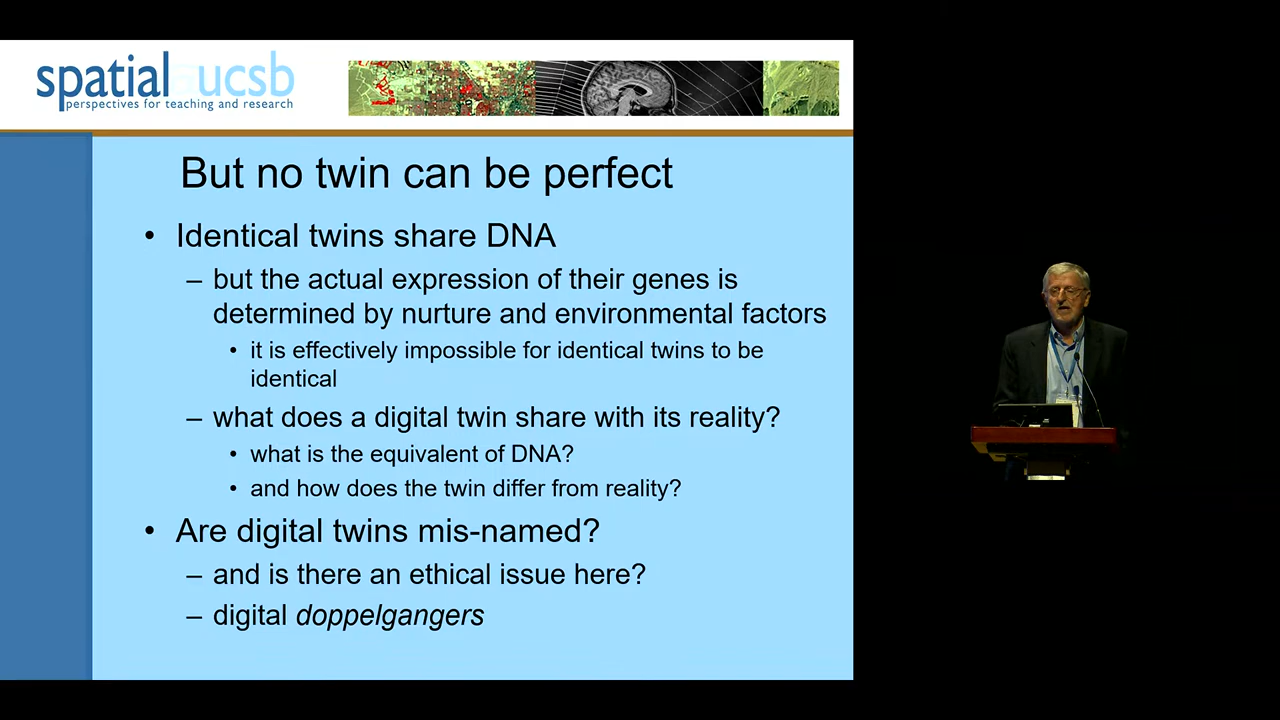 spatial@ucsb
perspectives for teaching and research
But no twin can be perfect
• Identical twins share DNA
– but the actual expression of their genes is
determined by nurture and environmental factors
• it is effectively impossible for identical twins to be
identical
– what does a digital twin share with its reality?
• what is the equivalent of DNA?
• and how does the twin differ from reality?
• Are digital twins mis-named?
– and is there an ethical issue here?
– digital doppelgangers